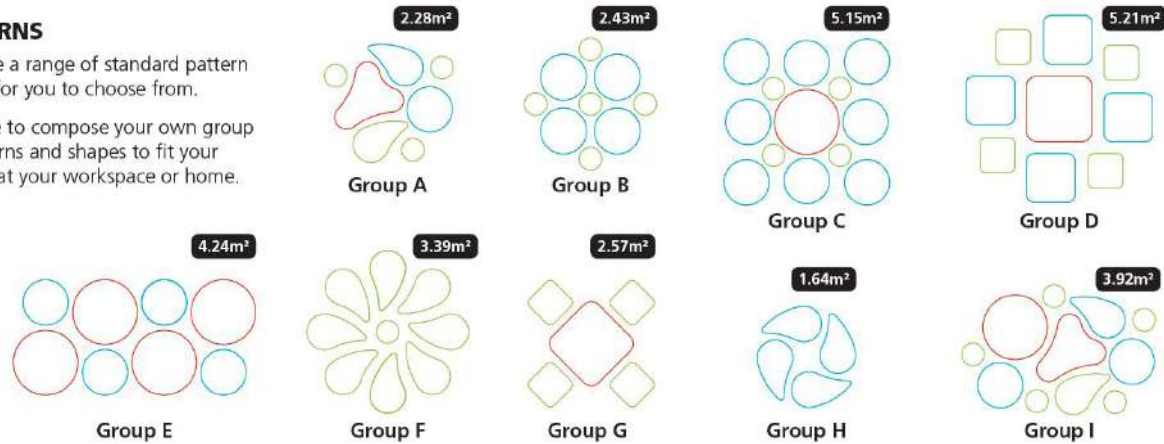 RNS
e a range of standard pattern
for you to choose from.
e to compose your own group
rns and shapes to fit your
at your workspace or home.
2.28m²
Group A
2.43m²
Group B
5.15m²
Group C
5.21m²
Group D
4.24m²
Group E
3.39m²
Group F
2.57m²
Group G
1.64m²
Group H
3.92m²
Group I